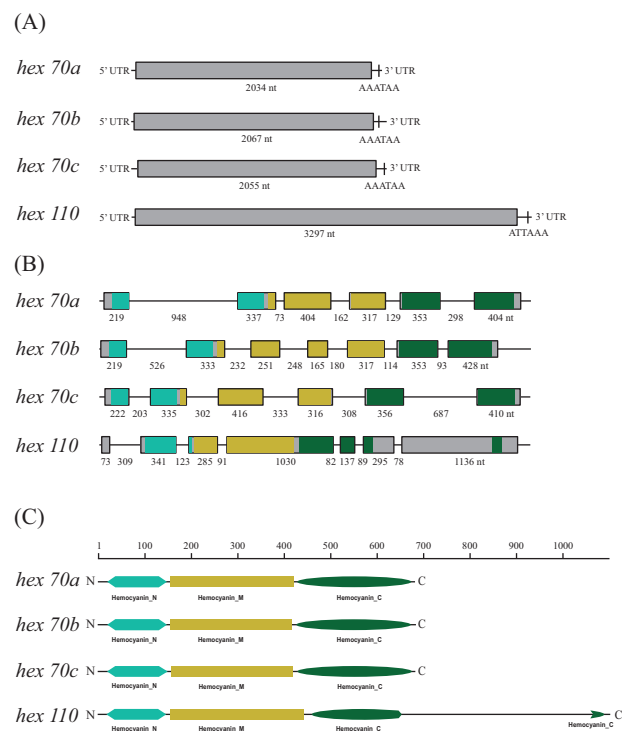 (A)
hex 70a 5' UTR 3' UTR
2034 nt AAATAA
hex 70b 5' UTR 3' UTR
2067 nt AAATAA
hex 70c 5' UTR 3' UTR
2055 nt AAATAA
hex 110 5' UTR 3' UTR
3297 nt ATTAAA
(B)
hex 70a
219 948 337 73 404 162 317 129 353 298 404 nt
hex 70b
219 526 333 232 251 248 165 180 317 114 353 93 428 nt
hex 70c
222 203 335 302 416 333 316 308 356 687 410 nt
hex 110
73 309 341 123 285 91 1030 82 137 89 295 78 1136 nt
(C)
1 100 200 300 400 500 600 700 800 900 1000
hex 70a N C
Hemocyanin_N Hemocyanin_M Hemocyanin_C
hex 70b N C
Hemocyanin_N Hemocyanin_M Hemocyanin_C
hex 70c N C
Hemocyanin_N Hemocyanin_M Hemocyanin_C
hex 110 N C
Hemocyanin_N Hemocyanin_M Hemocyanin_C Hemocyanin_C